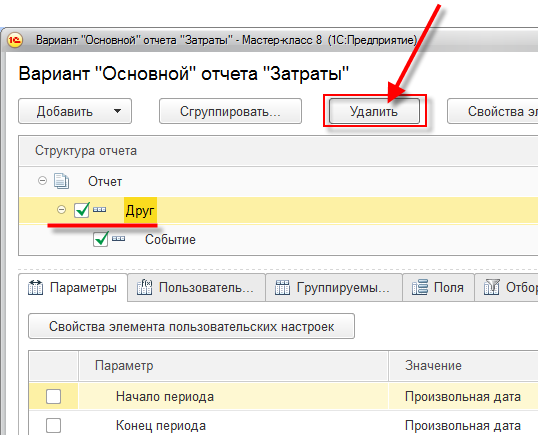 Вариант "Основной" отчета "Затраты" - Мастер-класс 8 (1С:Предприятие)
Вариант "Основной" отчета "Затраты"
Добавить Сгруппировать... Удалить Свойства эл
Структура отчета
Отчет
Друг
Событие
Параметры Пользователь... Группируемы... Поля Отбор
Свойства элемента пользовательских настроек
Параметр Значение
Начало периода Произвольная дата
Конец периода Произвольная дата